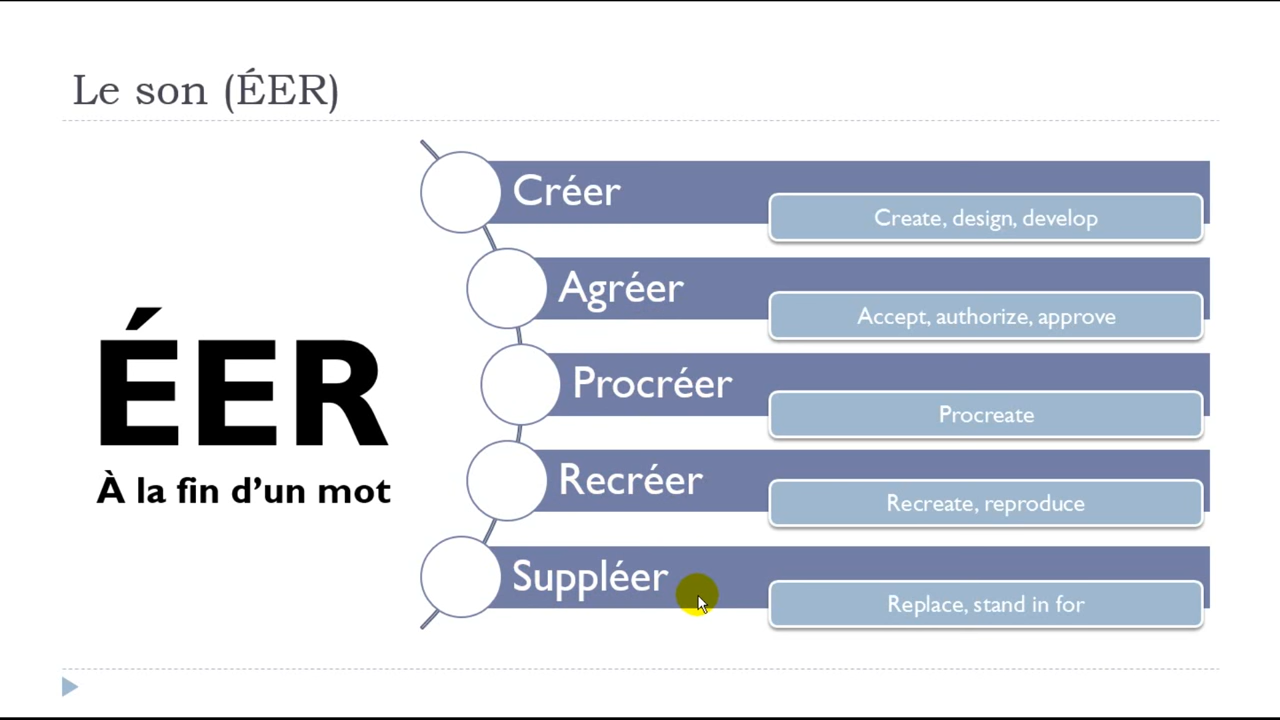 Le son (ÉER)
ÉER
À la fin d'un mot
Créer
Create, design, develop
Agréer
Accept, authorize, approve
Procréer
Procreate
Recréer
Recreate, reproduce
Suppléer
Replace, stand in for